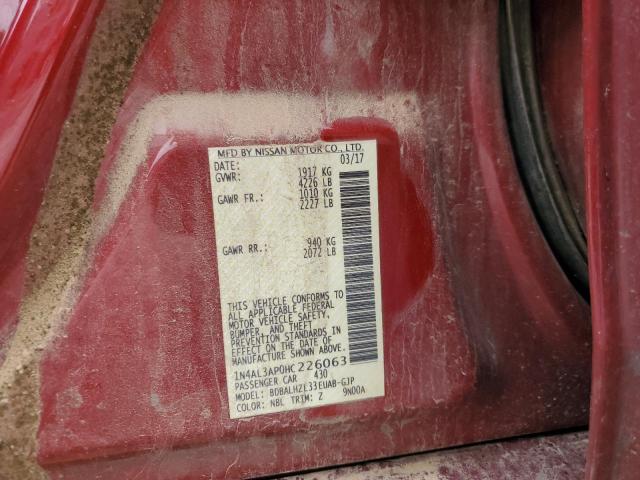 MFD BY NISSAN MOTOR CO., LTD.
DATE: 03/17
GVWR: 1917 KG
4226 LB
GAWR FR.: 1010 KG
2227 LB
GAWR RR.: 940 KG
2072 LB
THIS VEHICLE CONFORMS TO
ALL APPLICABLE FEDERAL
MOTOR VEHICLE SAFETY,
BUMPER, AND THEFT
PREVENTION STANDARDS IN
EFFECT ON THE DATE OF
MANUFACTURE SHOWN ABOVE.
1N4AL3AP0HC226063
PASSENGER CAR 430
MODEL: BDBALHZL33EUAB-GJP
COLOR: NBL TRIM: Z 9N00A